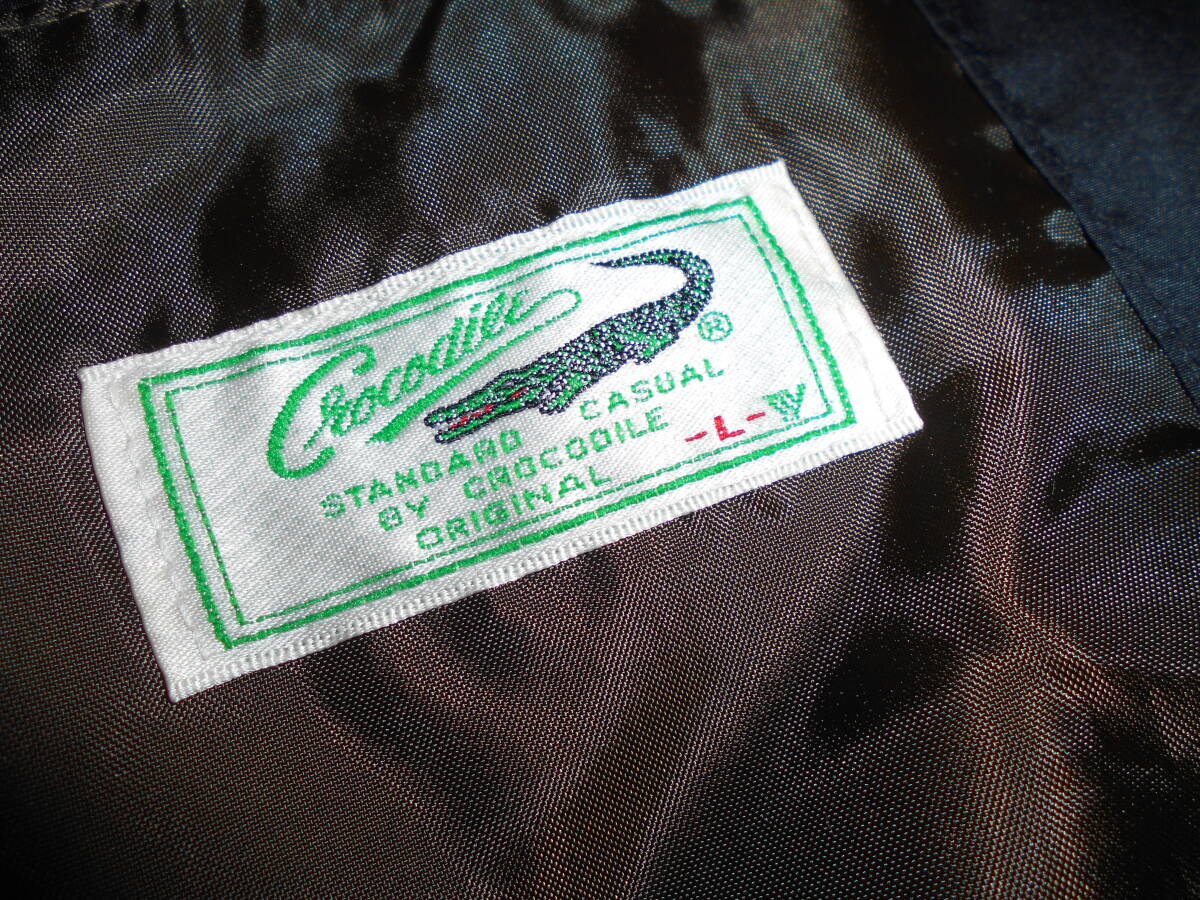 Crocodile
®
STANDARD CASUAL
BY CROCODILE
ORIGINAL
-L-